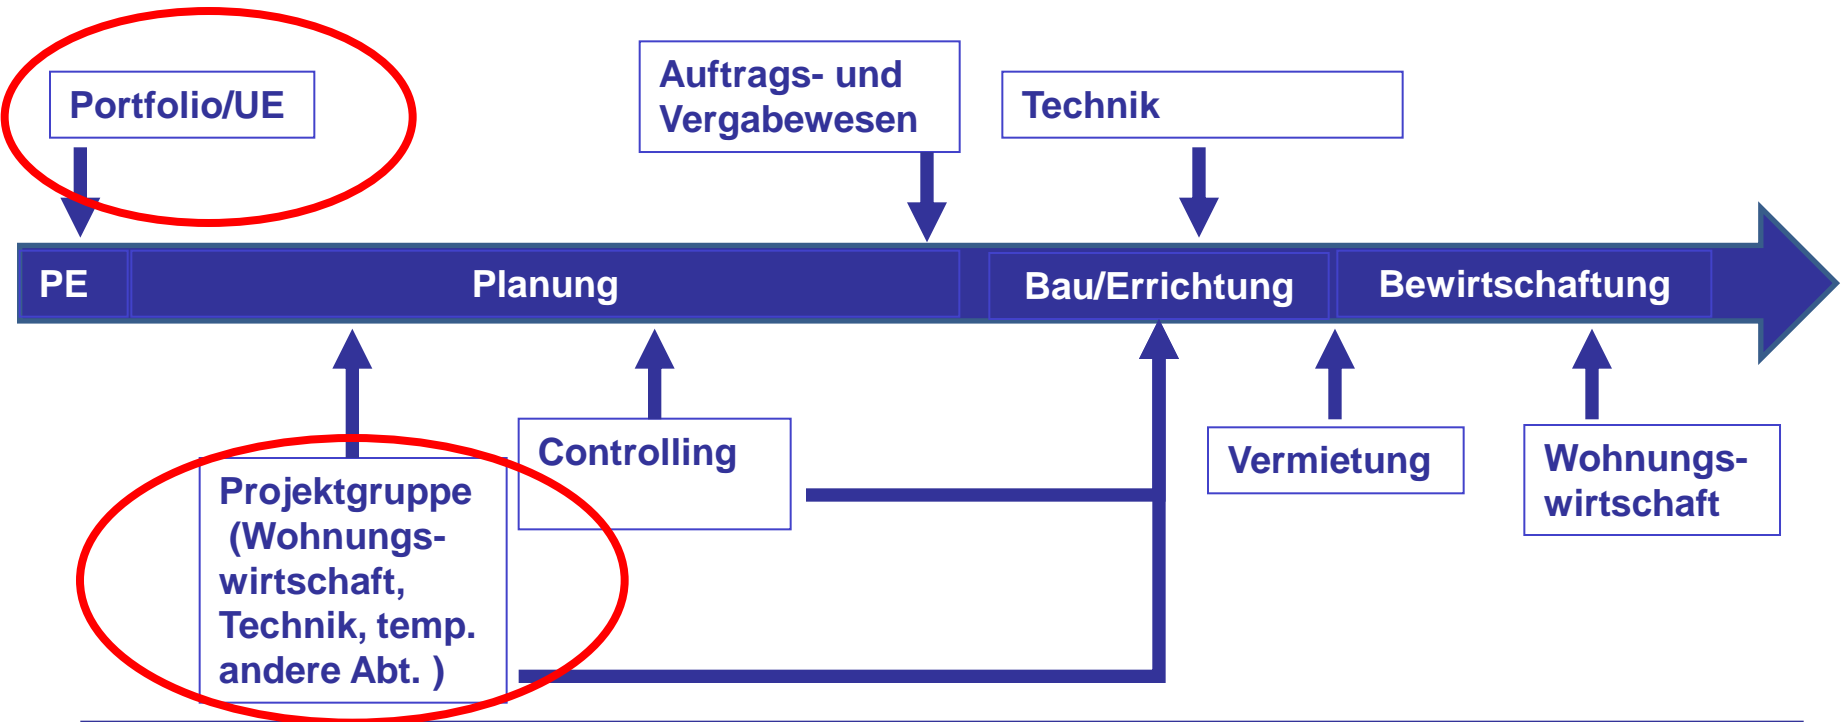 Portfolio/UE
Auftrags- und
Vergabewesen
Technik
PE
Planung
Bau/Errichtung
Bewirtschaftung
Projektgruppe
(Wohnungs-
wirtschaft,
Technik, temp.
andere Abt. )
Controlling
Vermietung
Wohnungs-
wirtschaft